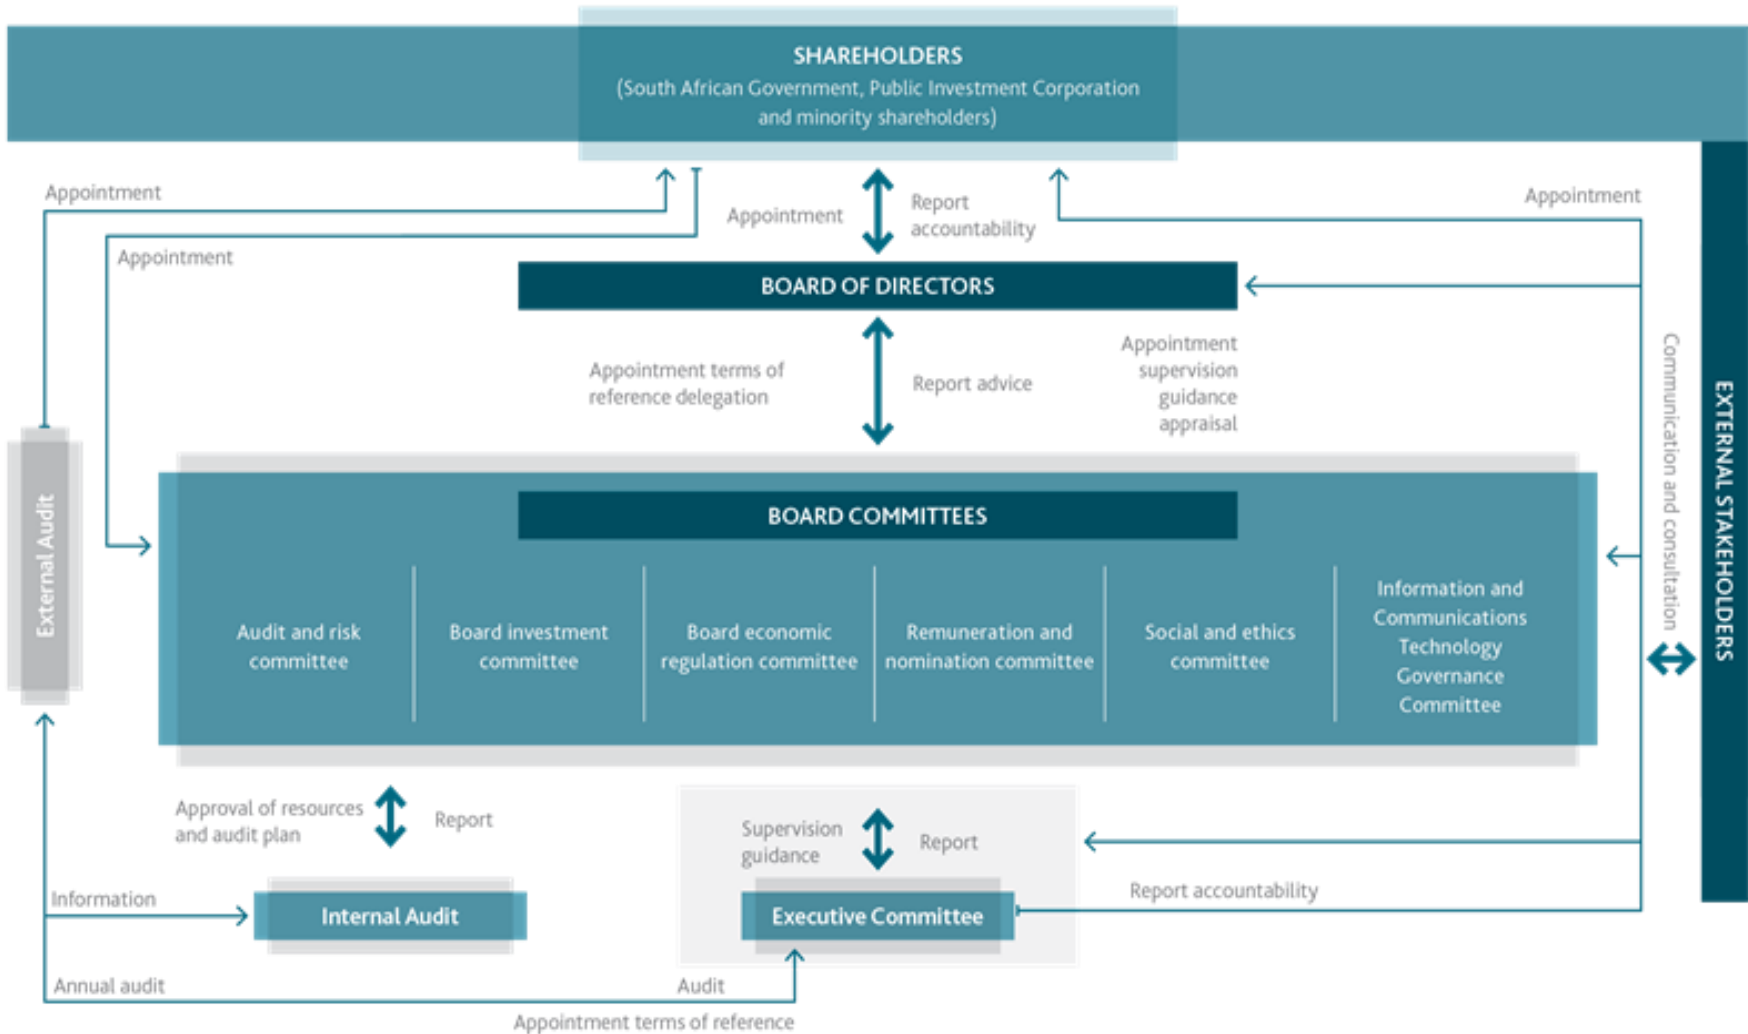 SHAREHOLDERS
(South African Government, Public Investment Corporation
and minority shareholders)
Appointment
Appointment
Appointment
Report
accountability
Appointment
BOARD OF DIRECTORS
Appointment terms of
reference delegation
Report advice
Appointment
supervision
guidance
appraisal
Communication and consultation
EXTERNAL STAKEHOLDERS
External Audit
BOARD COMMITTEES
Audit and risk
committee
Board investment
committee
Board economic
regulation committee
Remuneration and
nomination committee
Social and ethics
committee
Information and
Communications
Technology
Governance
Committee
Approval of resources
and audit plan
Report
Supervision
guidance
Report
Information
Internal Audit
Executive Committee
Report accountability
Annual audit
Audit
Appointment terms of reference